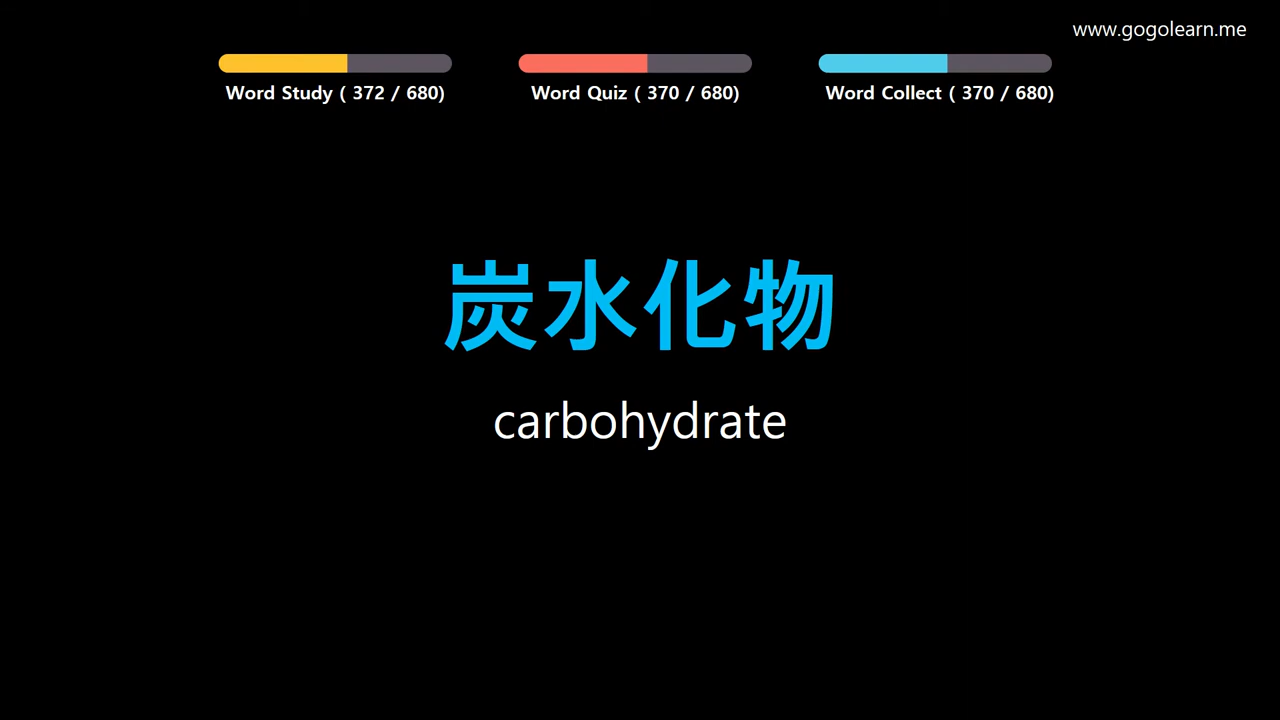 www.gogolearn.me
Word Study ( 372 / 680)
Word Quiz ( 370 / 680)
Word Collect ( 370 / 680)
炭水化物
carbohydrate